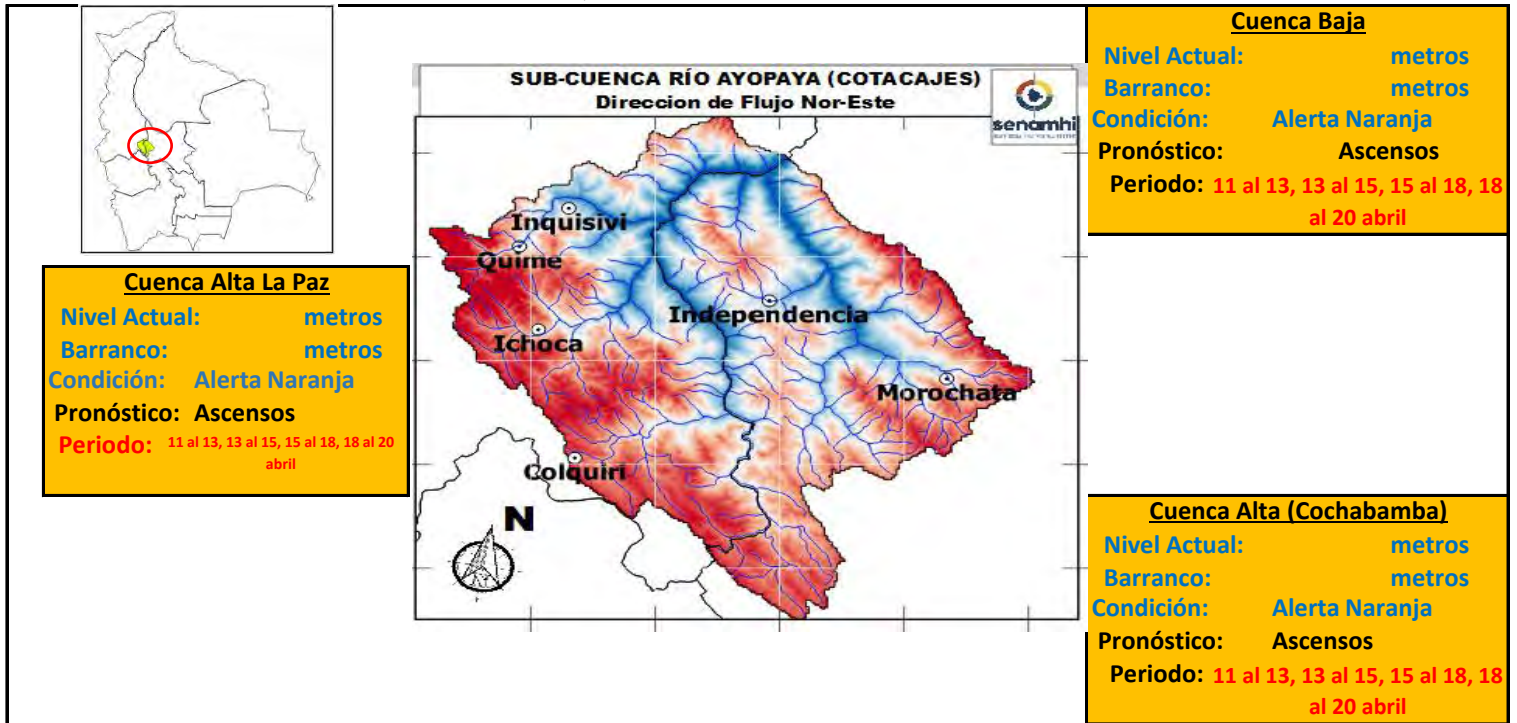 SUB-CUENCA RÍO AYOPAYA (COTACAJES)
Direccion de Flujo Nor-Este
senamhi
Inquisivi
Quime
Independencia
Ichoca
Morochata
Colquiri
N
Cuenca Alta La Paz
Nivel Actual: metros
Barranco: metros
Condición: Alerta Naranja
Pronóstico: Ascensos
Periodo: 11 al 13, 13 al 15, 15 al 18, 18 al 20
abril
Cuenca Baja
Nivel Actual: metros
Barranco: metros
Condición: Alerta Naranja
Pronóstico: Ascensos
Periodo: 11 al 13, 13 al 15, 15 al 18, 18
al 20 abril
Cuenca Alta (Cochabamba)
Nivel Actual: metros
Barranco: metros
Condición: Alerta Naranja
Pronóstico: Ascensos
Periodo: 11 al 13, 13 al 15, 15 al 18, 18
al 20 abril